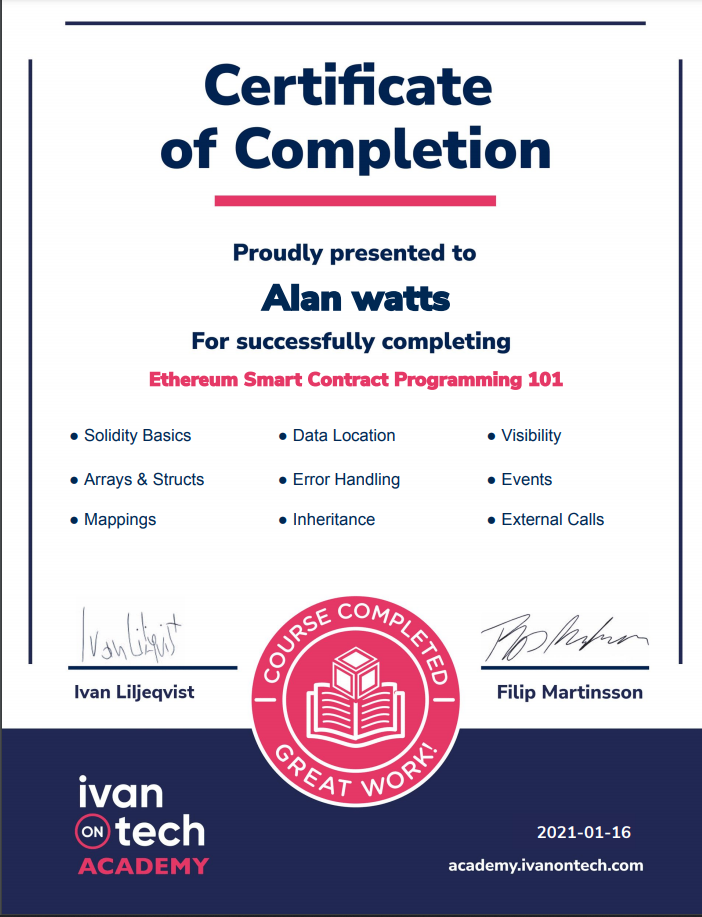 Certificate
of Completion
Proudly presented to
Alan watts
For successfully completing
Ethereum Smart Contract Programming 101
● Solidity Basics
● Data Location
● Visibility
● Arrays & Structs
● Error Handling
● Events
● Mappings
● Inheritance
● External Calls
Ivan Liljeqvist
COURSE COMPLETED
GREAT WORK!
Ivan Liljeqvist
Filip Martinsson
ivan
ON tech
ACADEMY
2021-01-16
academy.ivanontech.com